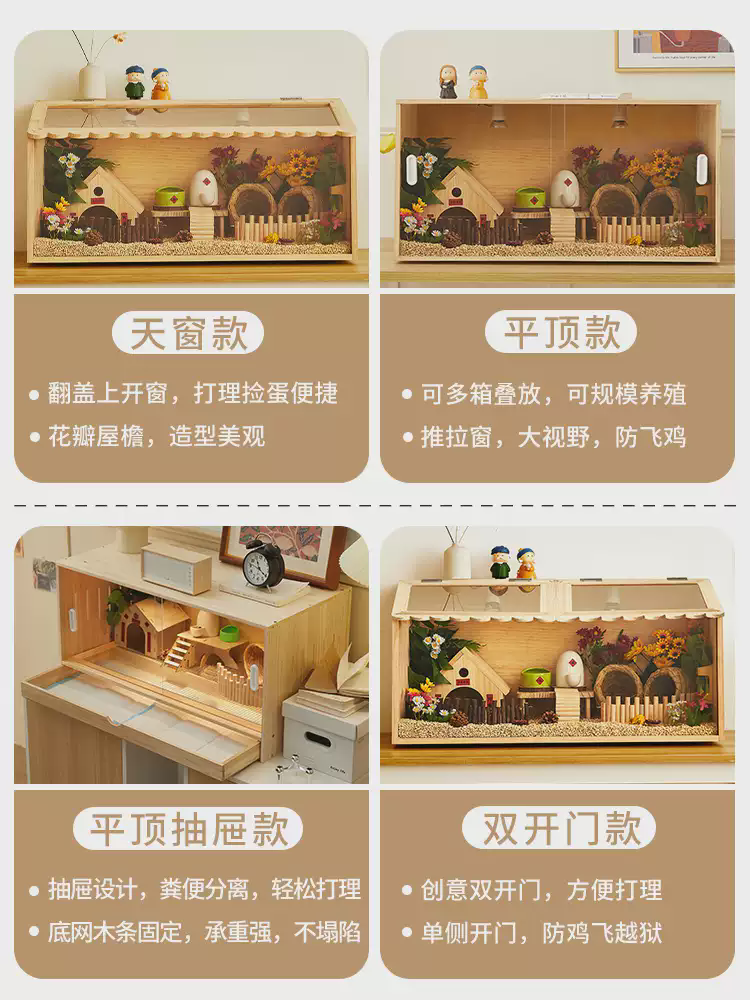 天窗款
翻盖上开窗，打理捡蛋便捷
花瓣屋檐，造型美观
平顶款
可多箱叠放，可规模养殖
推拉窗，大视野，防飞鸡
平顶抽屉款
抽屉设计，粪便分离，轻松打理
底网木条固定，承重强，不塌陷
双开门款
创意双开门，方便打理
单侧开门，防鸡飞越狱